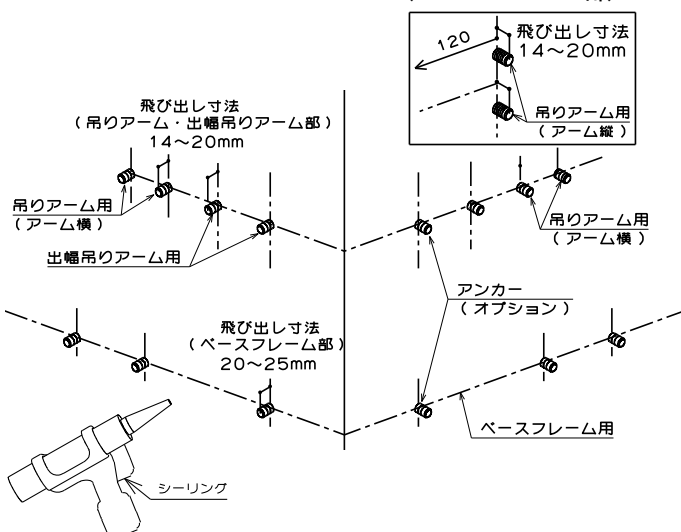 120
飛び出し寸法
14～20mm
吊りアーム用
(アーム縦)
飛び出し寸法
(吊りアーム・出幅吊りアーム部)
14～20mm
吊りアーム用
(アーム横)
出幅吊りアーム用
吊りアーム用
(アーム横)
アンカー
(オプション)
飛び出し寸法
(ベースフレーム部)
20～25mm
ベースフレーム用
シーリング